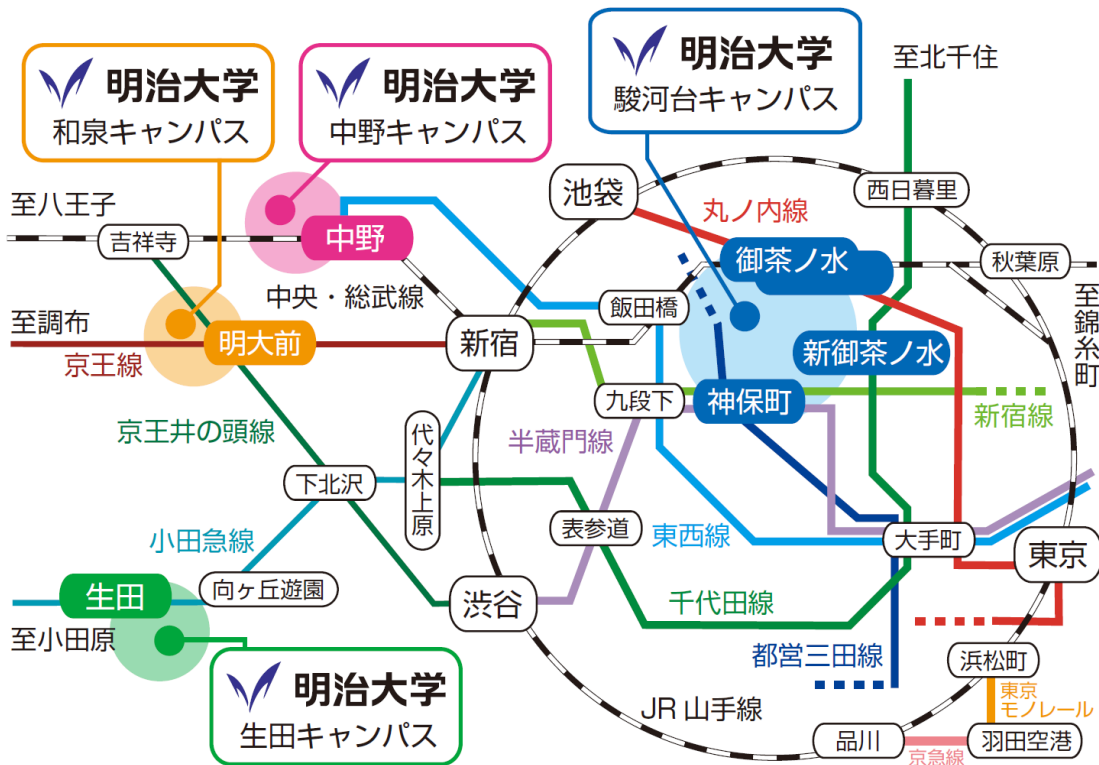 明治大学
和泉キャンパス
明治大学
中野キャンパス
明治大学
駿河台キャンパス
至北千住
至八王子
吉祥寺
中野
池袋
丸ノ内線
西日暮里
御茶ノ水
秋葉原
中央・総武線
飯田橋
至錦糸町
至調布
明大前
新宿
新御茶ノ水
京王線
九段下
神保町
新宿線
京王井の頭線
代々木上原
半蔵門線
下北沢
小田急線
表参道
東西線
大手町
東京
向ヶ丘遊園
生田
渋谷
千代田線
至小田原
都営三田線
浜松町
明治大学
生田キャンパス
JR 山手線
東京
モノレール
品川
京急線
羽田空港